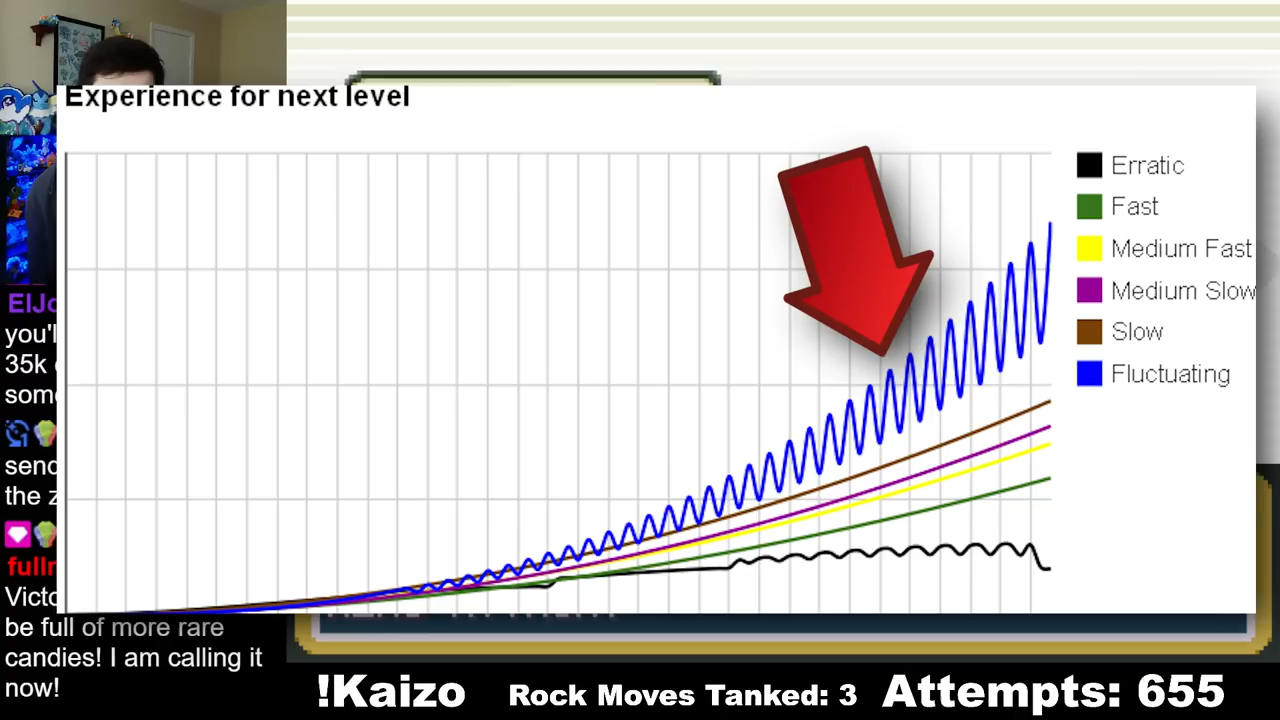 Experience for next level
Erratic
Fast
Medium Fast
Medium Slow
Slow
Fluctuating
you'l
35k
som
send
the z
Victo
be full of more rare
candies! I am calling it
now!
!Kaizo
Rock Moves Tanked: 3
Attempts: 655